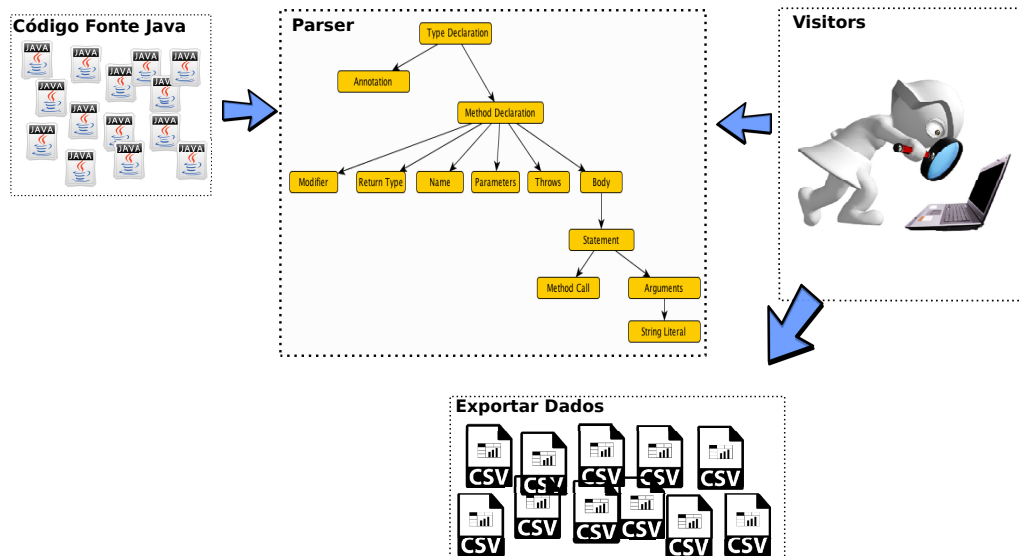 Código Fonte Java
JAVA
JAVA
JAVA
JAVA
JAVA
JAVA
JAVA
JAVA
JAVA
JAVA
JAVA
JAVA
JAVA
JAVA
Parser
Type Declaration
Annotation
Method Declaration
Modifier
Return Type
Name
Parameters
Throws
Body
Statement
Method Call
Arguments
String Literal
Visitors
Exportar Dados
CSV
CSV
CSV
CSV
CSV
CSV
CSV
CSV
CSV
CSV
CSV